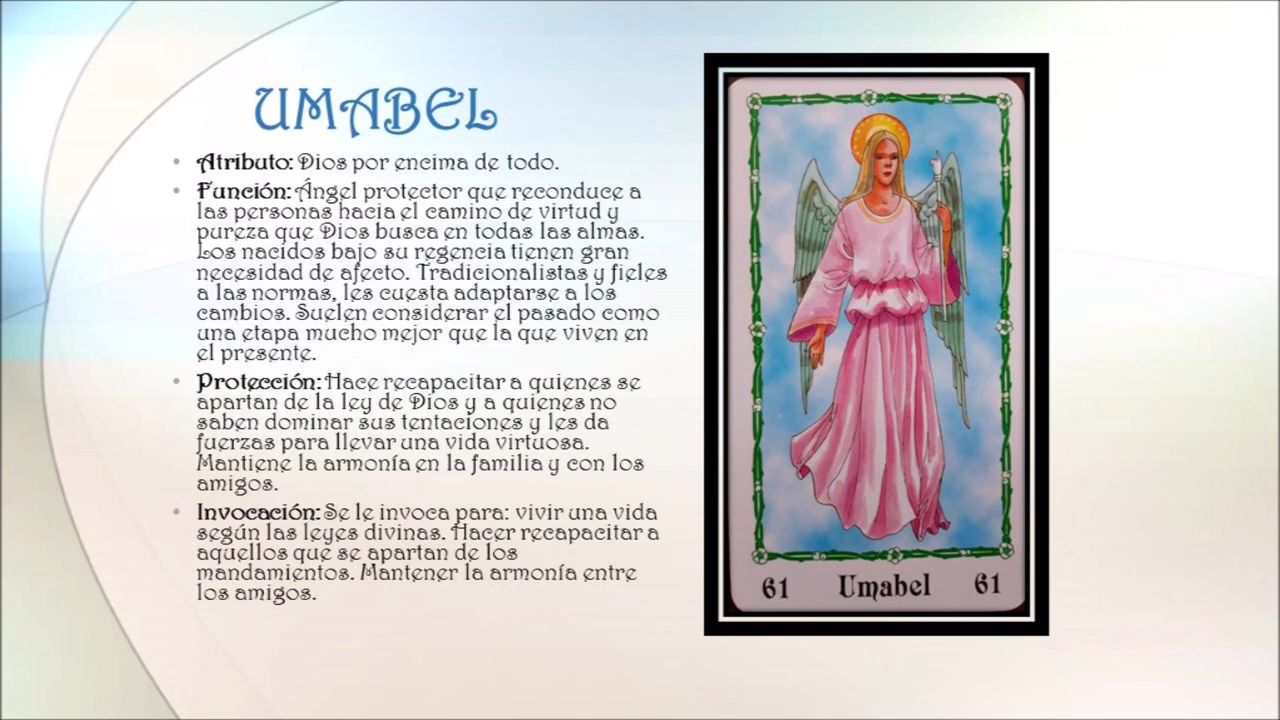 UMABEL
• Atributo: Dios por encima de todo.
• Función: Ángel protector que reconduce a
las personas hacia el camino de virtud y
pureza que Dios busca en todas las almas.
Los nacidos bajo su regencia tienen gran
necesidad de afecto. Tradicionalistas y fieles
a las normas, les cuesta adaptarse a los
cambios. Suelen considerar el pasado como
una etapa mucho mejor que la que viven en
el presente.
• Protección: Hace recapacitar a quienes se
apartan de la ley de Dios y a quienes no
saben dominar sus tentaciones y les da
fuerzas para llevar una vida virtuosa.
Mantiene la armonía en la familia y con los
amigos.
• Invocación: Se le invoca para: vivir una vida
según las leyes divinas. Hacer recapacitar a
aquellos que se apartan de los
mandamientos. Mantener la armonía entre
los amigos.
61 Umabel 61